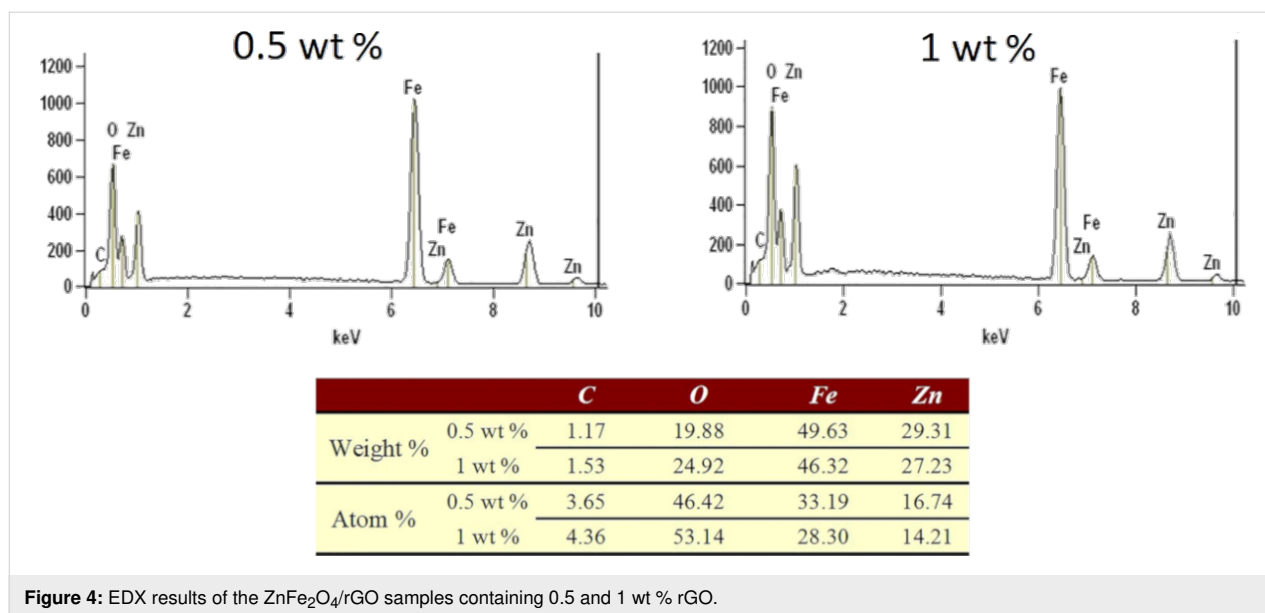 0.5 wt %
1200
1000
800
600
400
200
0
O Zn
Fe
C
Fe
Fe
Zn
Zn
Zn
0 2 4 6 8 10
keV
1 wt %
1200
1000
800
600
400
200
0
O Zn
Fe
C
Fe
Fe
Zn
Zn
Zn
0 2 4 6 8 10
keV
C O Fe Zn
Weight % 0.5 wt % 1.17 19.88 49.63 29.31
1 wt % 1.53 24.92 46.32 27.23
Atom % 0.5 wt % 3.65 46.42 33.19 16.74
1 wt % 4.36 53.14 28.30 14.21
Figure 4: EDX results of the ZnFe₂O₄/rGO samples containing 0.5 and 1 wt % rGO.